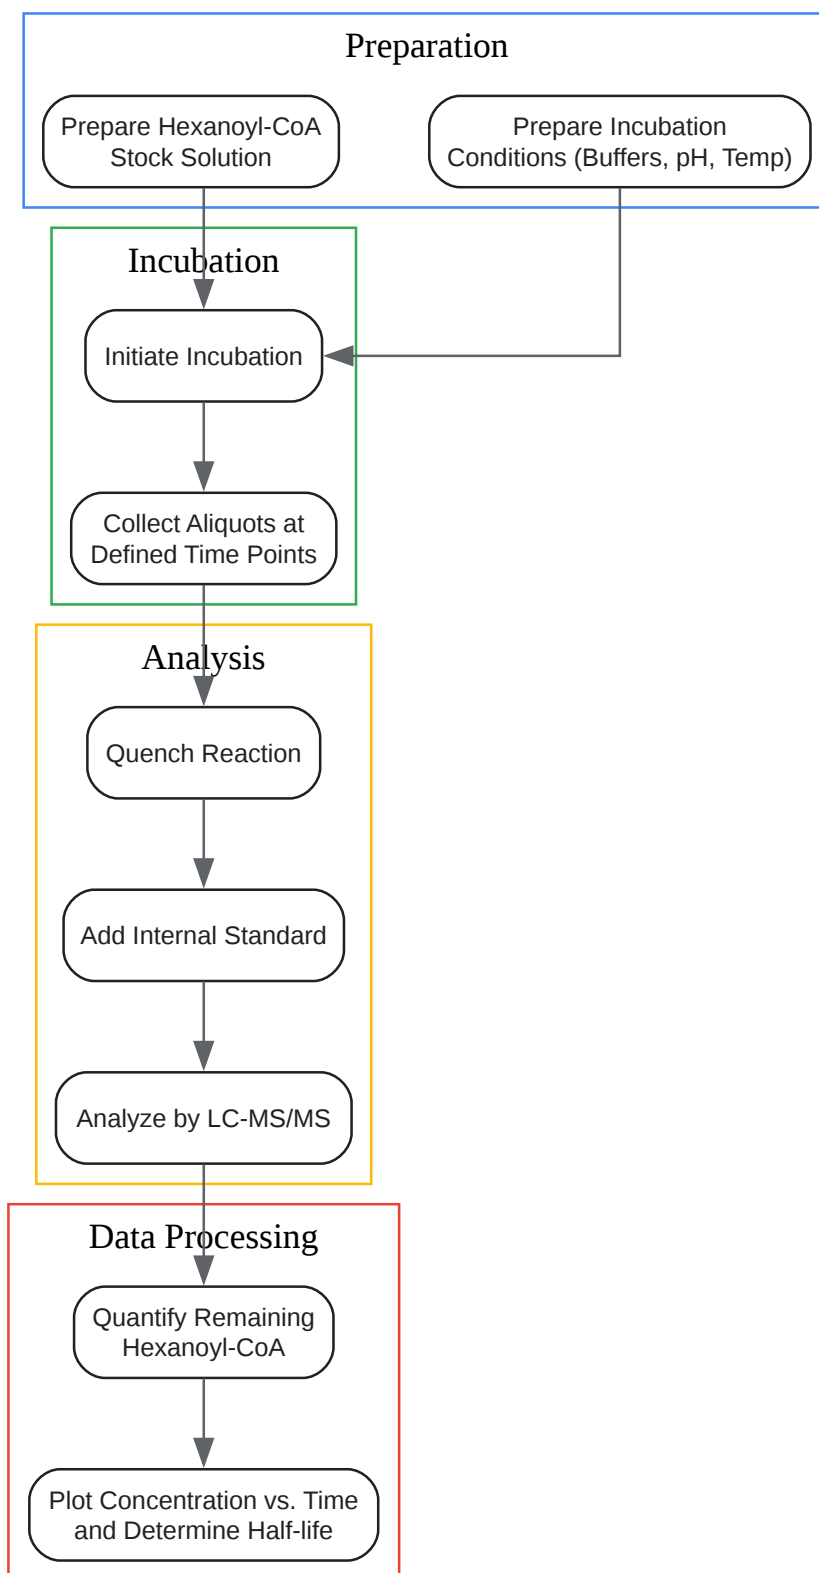 Preparation
Prepare Hexanoyl-CoA
Stock Solution
Prepare Incubation
Conditions (Buffers, pH, Temp)
Incubation
Initiate Incubation
Collect Aliquots at
Defined Time Points
Analysis
Quench Reaction
Add Internal Standard
Analyze by LC-MS/MS
Data Processing
Quantify Remaining
Hexanoyl-CoA
Plot Concentration vs. Time
and Determine Half-life